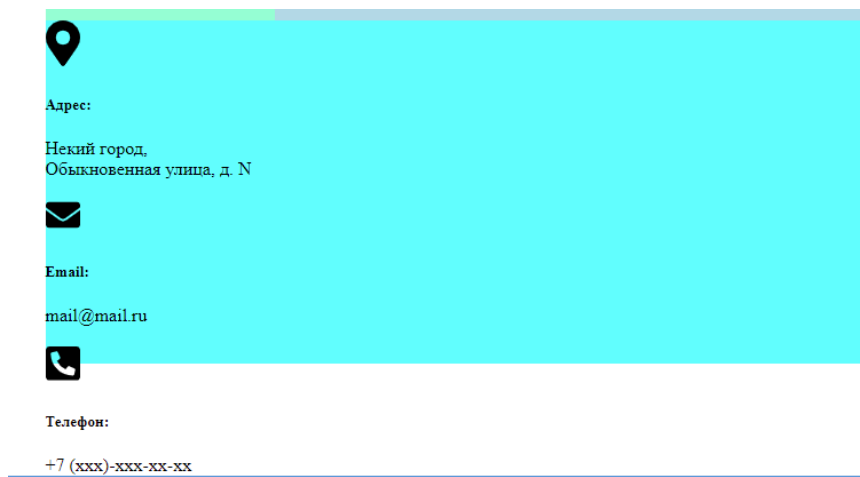 Адрес:
Некий город,
Обыкновенная улица, д. N
Email:
mail@mail.ru
Телефон:
+7 (xxx)-xxx-xx-xx